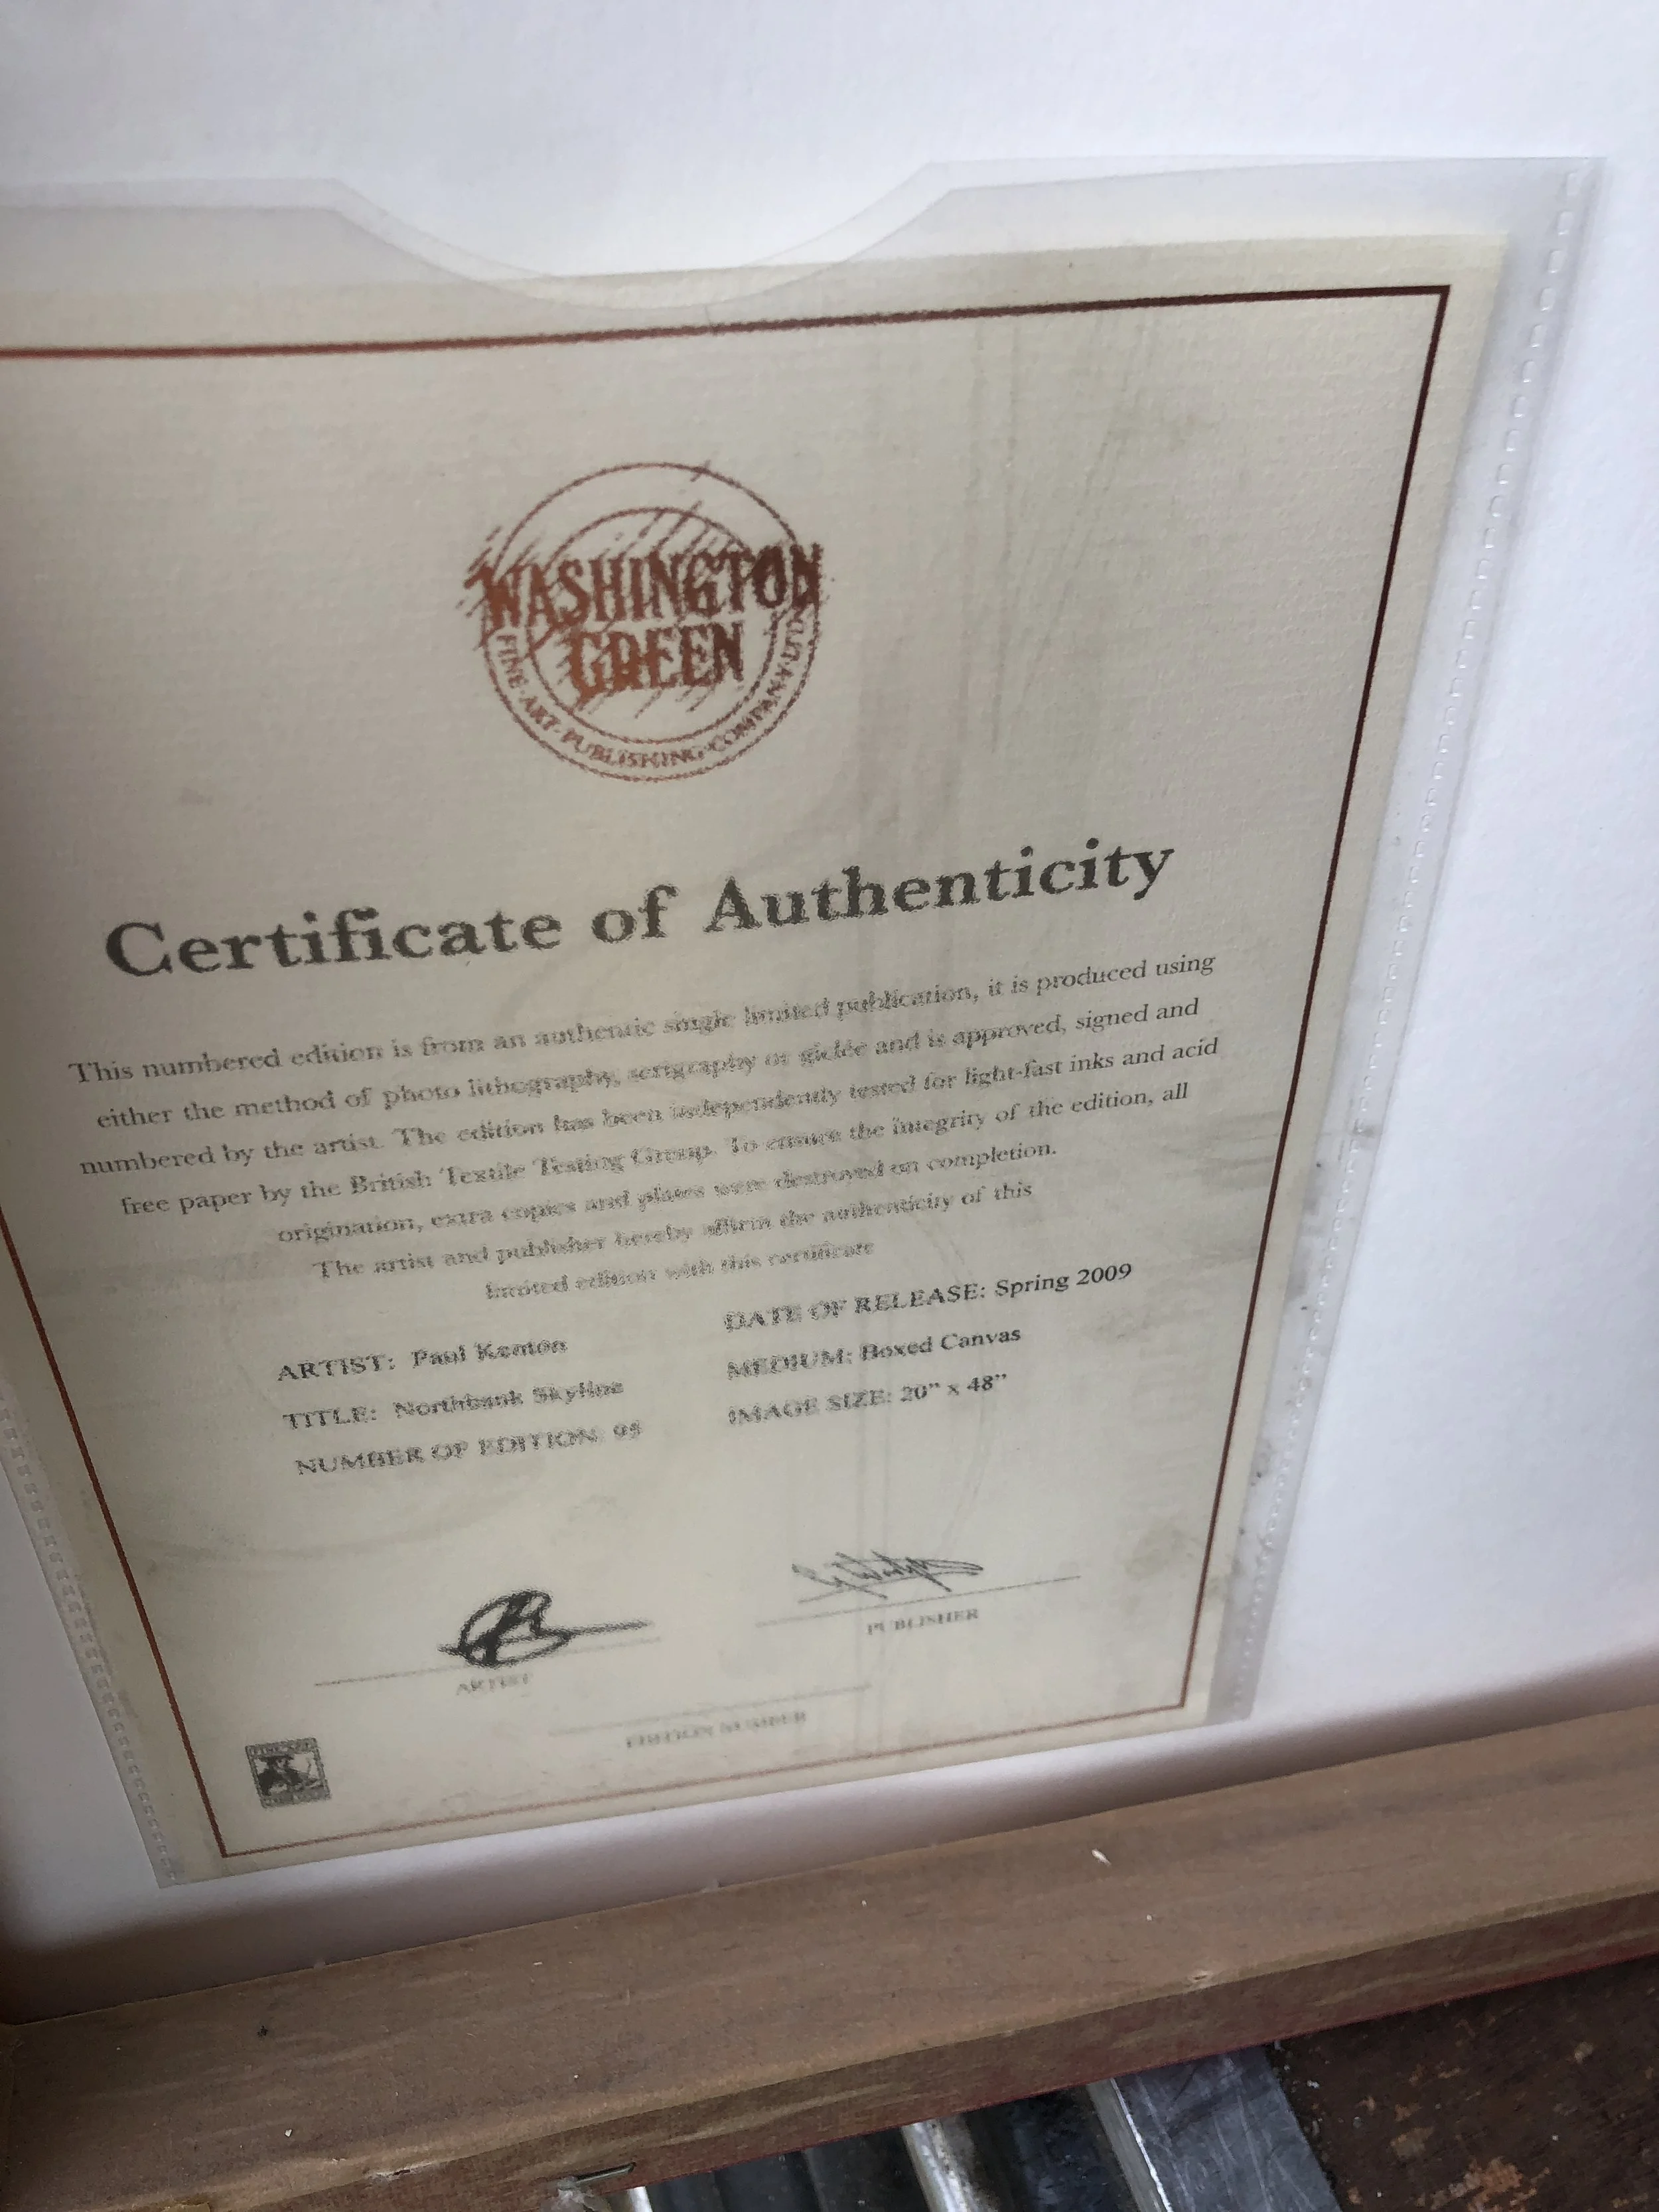 WASHINGTON
GREEN
FINE·ART·PUBLISHING·COMPANY·LTD
Certificate of Authenticity
This numbered edition is from an authentic single limited publication, it is produced using
either the method of photo lithography, serigraphy or giclée and is approved, signed and
numbered by the artist. The edition has been independently tested for light-fast inks and acid
free paper by the British Textile Testing Group. To ensure the integrity of the edition, all
origination, extra copies and plates were destroyed on completion.
The artist and publisher hereby affirm the authenticity of this
limited edition with this certificate
ARTIST: Paul Kenton
TITLE: Northbank Skyline
NUMBER OF EDITION: 95
DATE OF RELEASE: Spring 2009
MEDIUM: Boxed Canvas
IMAGE SIZE: 20" x 48"
ARTIST
PUBLISHER
EDITION NUMBER